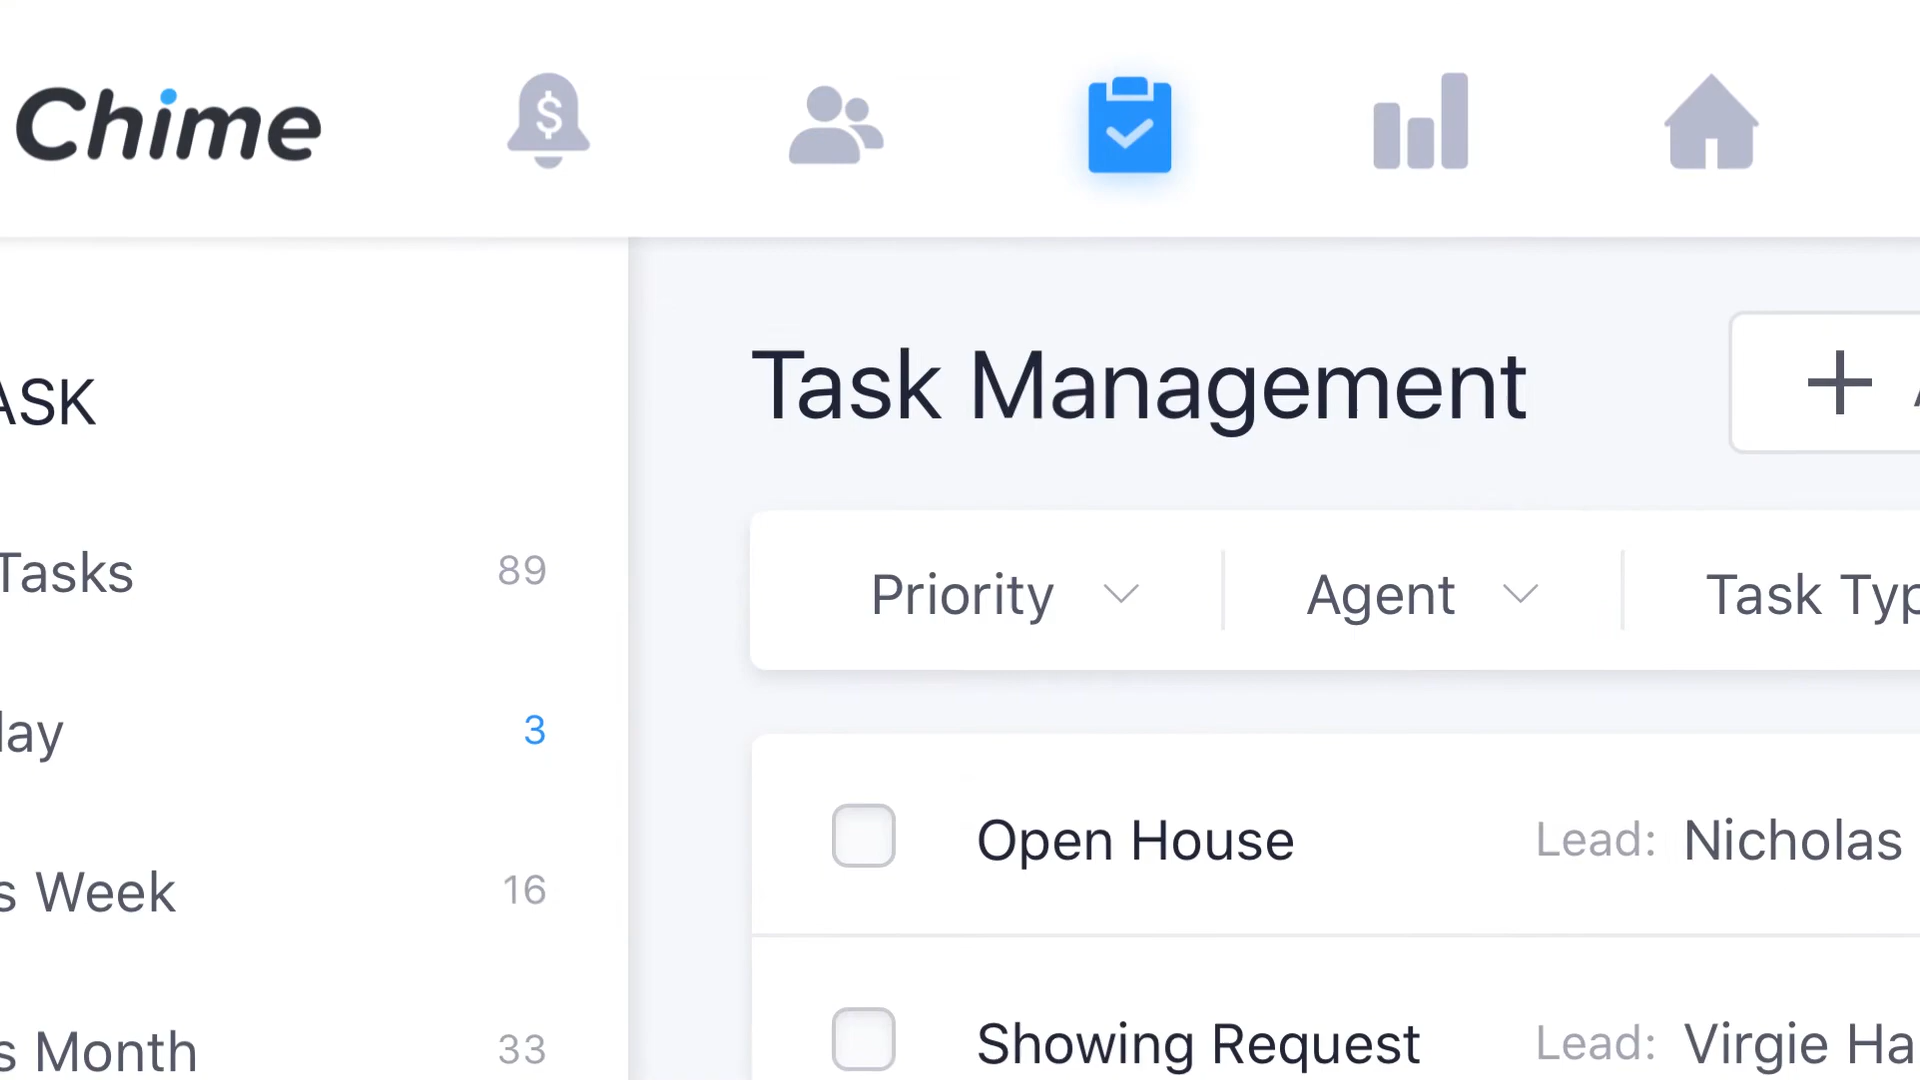 Chime
Task Management
ASK
Tasks 89
Priority Agent Task Typ
lay 3
Open House Lead: Nicholas
s Week 16
Showing Request Lead: Virgie Ha
s Month 33